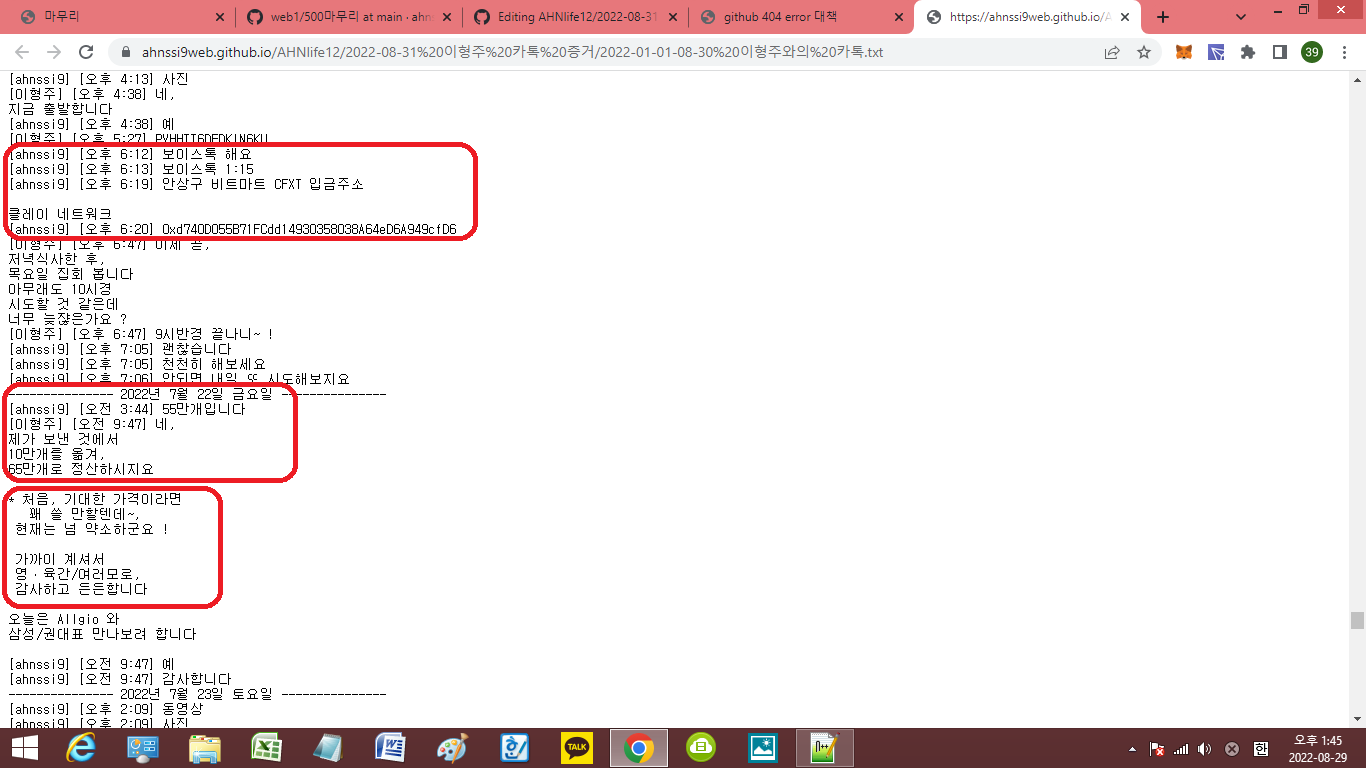 마무리
web1/500마무리 at main · ahns
Editing AHNlife12/2022-08-31
github 404 error 대책
https://ahnssi9web.github.io/A
ahnssi9web.github.io/AHNlife12/2022-08-31%20이형주%20카톡%20증거/2022-01-01-08-30%20이형주와의%20카톡.txt
39
[ahnssi9] [오후 4:13] 사진
[이형주] [오후 4:38] 네,
지금 출발합니다
[ahnssi9] [오후 4:38] 예
[이형주] [오후 5:27]
[ahnssi9] [오후 6:12] 보이스톡 해요
[ahnssi9] [오후 6:13] 보이스톡 1:15
[ahnssi9] [오후 6:19] 안상구 비트마트 CFXT 입금주소
클레이 네트워크
[ahnssi9] [오후 6:20] 0xd740D055B71FCdd14930358038A64eD6A949cfD6
[이형주] [오후 6:47] 이제 곧,
저녁식사한 후,
목요일 집회 봅니다
아무래도 10시경
시도할 것 같은데
너무 늦쟎은가요 ?
[이형주] [오후 6:47] 9시반경 끝나니~ !
[ahnssi9] [오후 7:05] 괜찮습니다
[ahnssi9] [오후 7:05] 천천히 해보세요
[ahnssi9] [오후 7:06] 안되면 내일 또 시도해보지요
--------------- 2022년 7월 22일 금요일 ---------------
[ahnssi9] [오전 3:44] 55만개입니다
[이형주] [오전 9:47] 네,
제가 보낸 것에서
10만개를 옮겨,
65만개로 정산하시지요
* 처음, 기대한 가격이라면
꽤 쓸 만할텐데~,
현재는 넘 약소하군요 !
가까이 계셔서
영·육간/여러모로,
감사하고 든든합니다
오늘은 Allgio 와
삼성/권대표 만나보려 합니다
[ahnssi9] [오전 9:47] 예
[ahnssi9] [오전 9:47] 감사합니다
--------------- 2022년 7월 23일 토요일 ---------------
[ahnssi9] [오후 2:09] 동영상
[ahnssi9] [오후 2:09] 사진
TALK
한
오후 1:45
2022-08-29